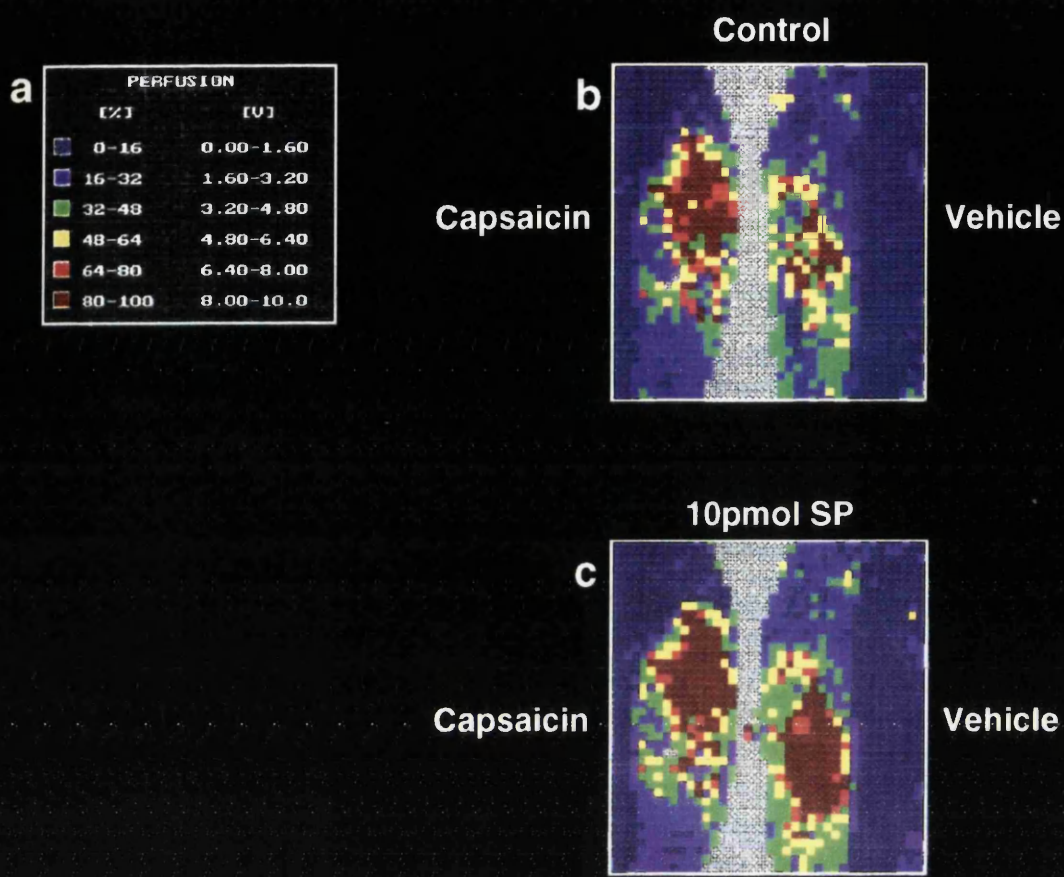 Control
a
PERFUSION
[%] [V]
0-16 0.00-1.60
16-32 1.60-3.20
32-48 3.20-4.80
48-64 4.80-6.40
64-80 6.40-8.00
80-100 8.00-10.0
b
Capsaicin
Vehicle
10pmol SP
c
Capsaicin
Vehicle